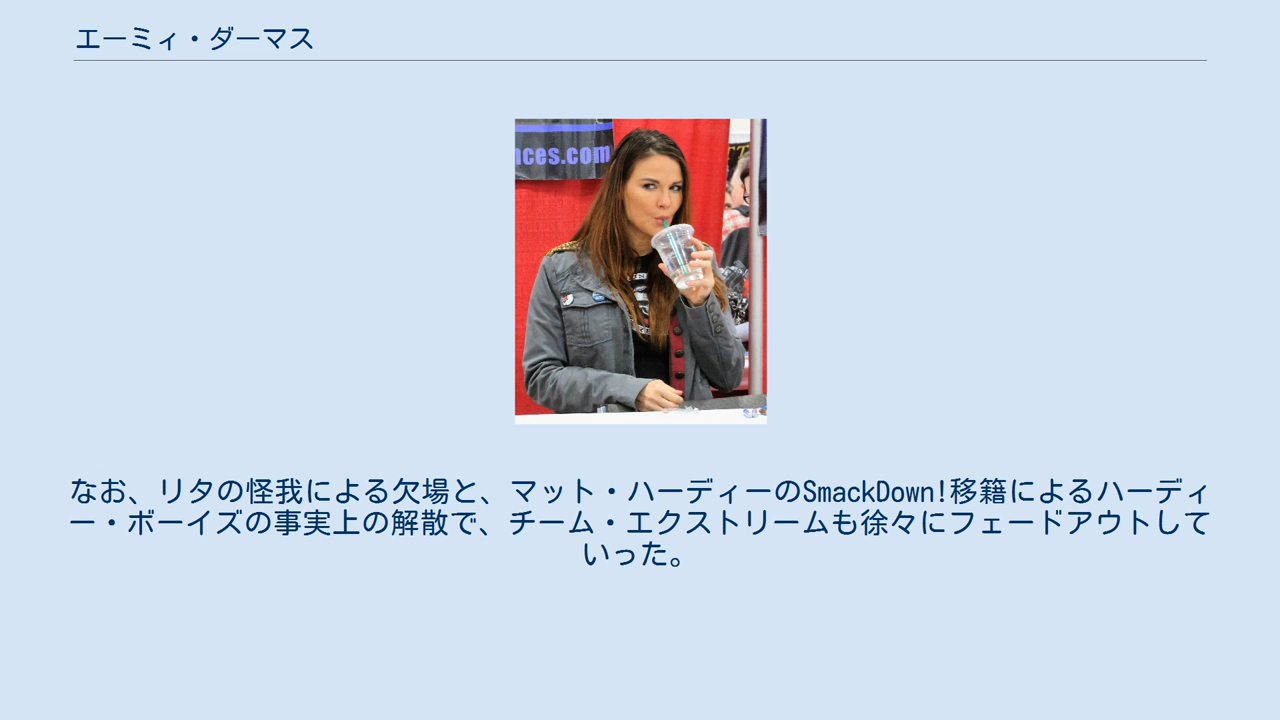 エーミィ・ダーマス
nces.com
なお、リタの怪我による欠場と、マット・ハーディーのSmackDown!移籍によるハーディ
ー・ボーイズの事実上の解散で、チーム・エクストリームも徐々にフェードアウトして
いった。